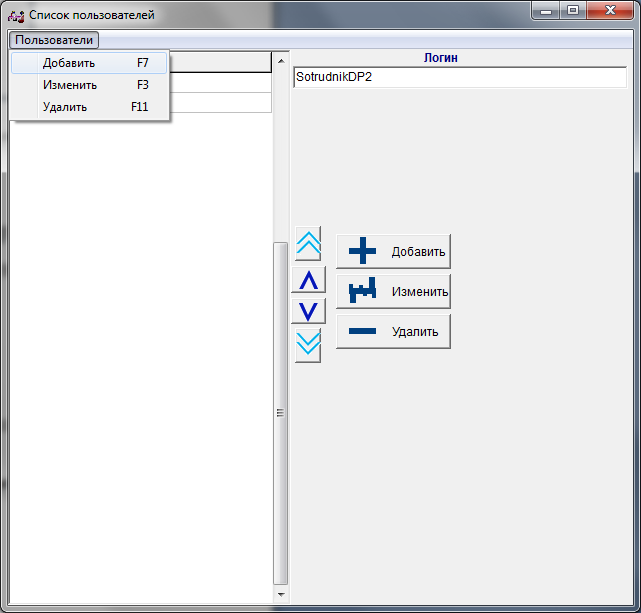 Список пользователей
Пользователи
Добавить F7
Изменить F3
Удалить F11
Логин
SotrudnikDP2
Добавить
Изменить
Удалить